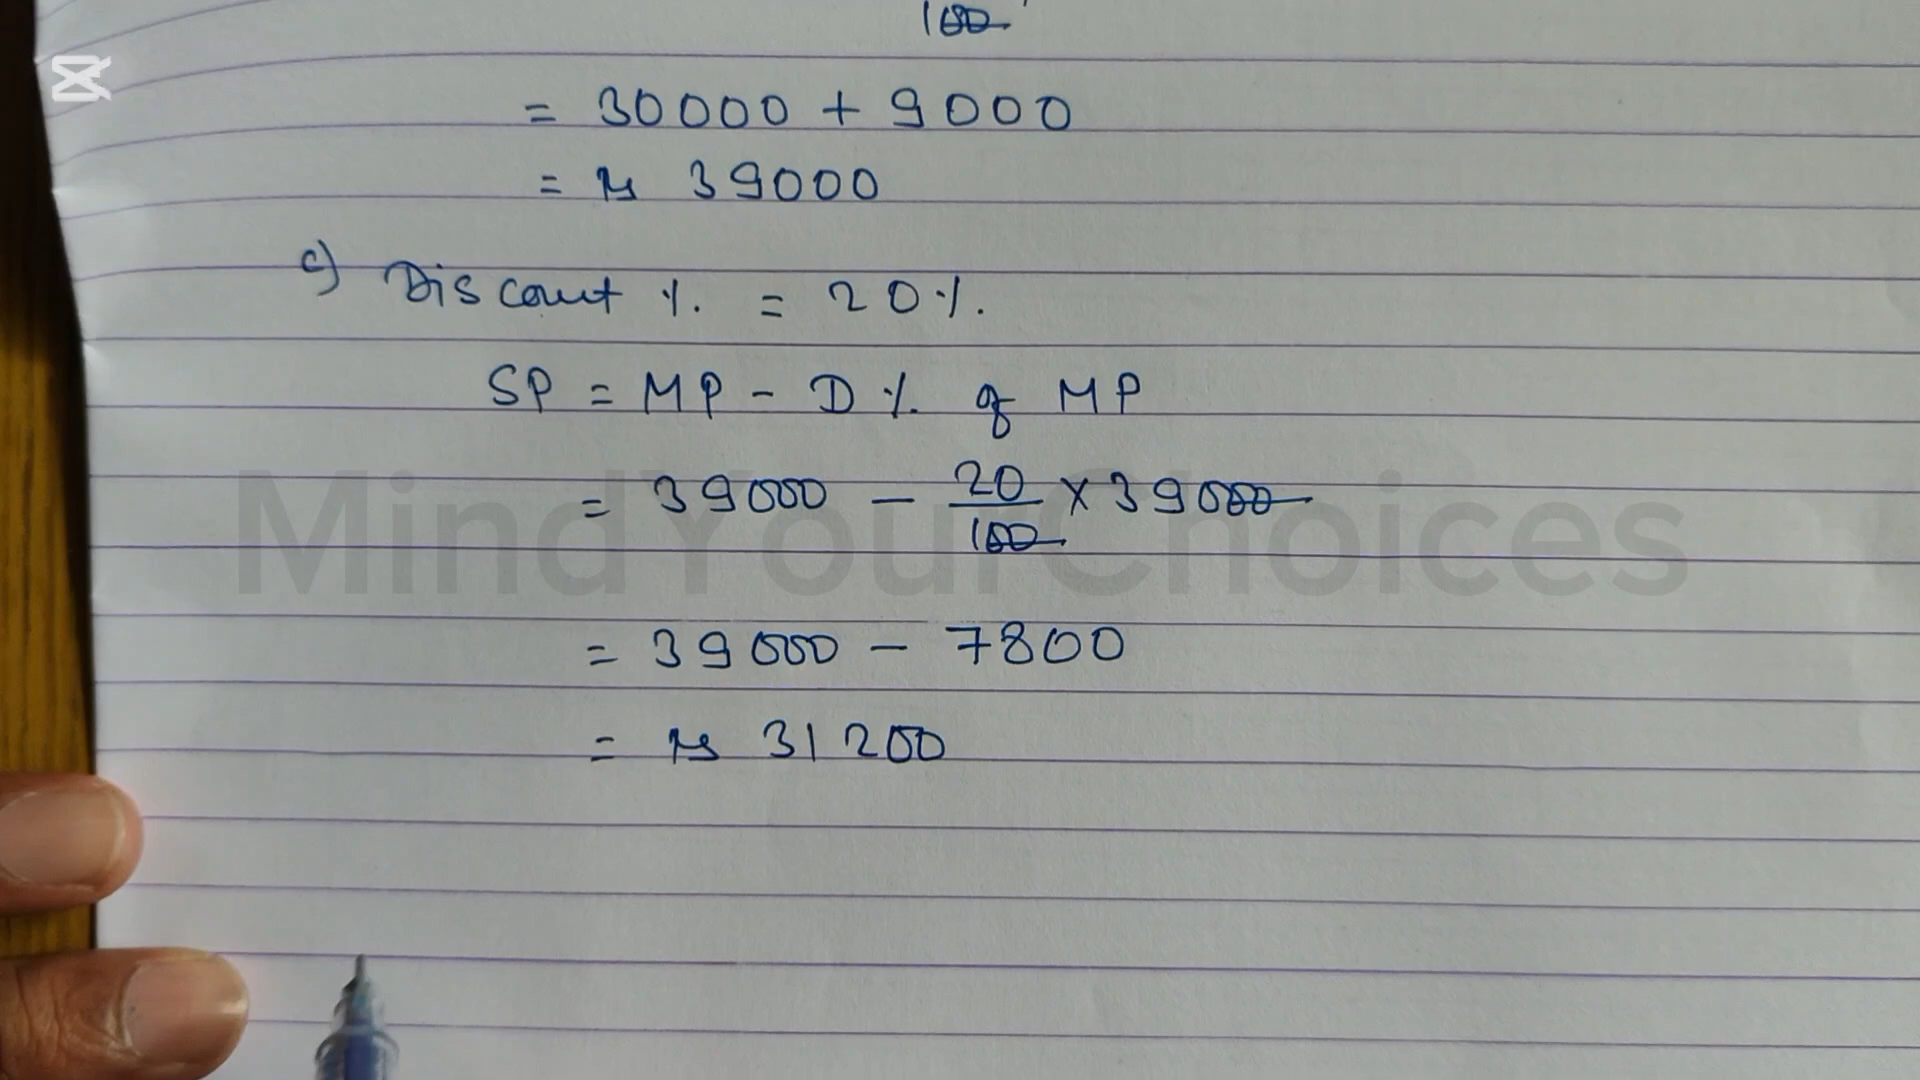 100
= 30000 + 9000
= Rs 39000
c) Discount % = 20%.
SP = MP - D % of MP
= 39000 - 20/100 × 39000
= 39000 - 7800
= Rs 31200
MindYourChoices